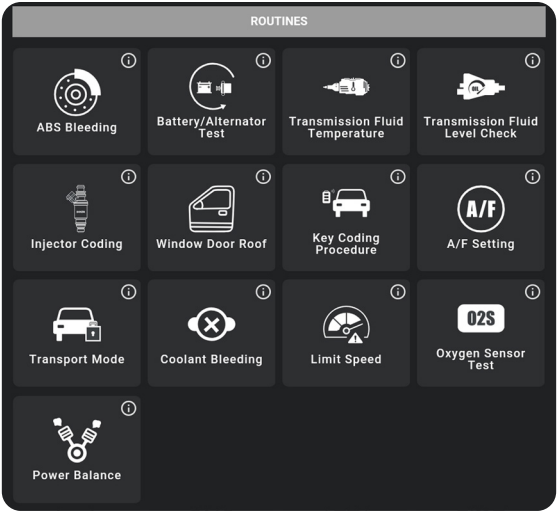 ROUTINES
ABS Bleeding
Battery/Alternator
Test
Transmission Fluid
Temperature
Transmission Fluid
Level Check
Injector Coding
Window Door Roof
Key Coding
Procedure
A/F
A/F Setting
Transport Mode
Coolant Bleeding
Limit Speed
O2S
Oxygen Sensor
Test
Power Balance